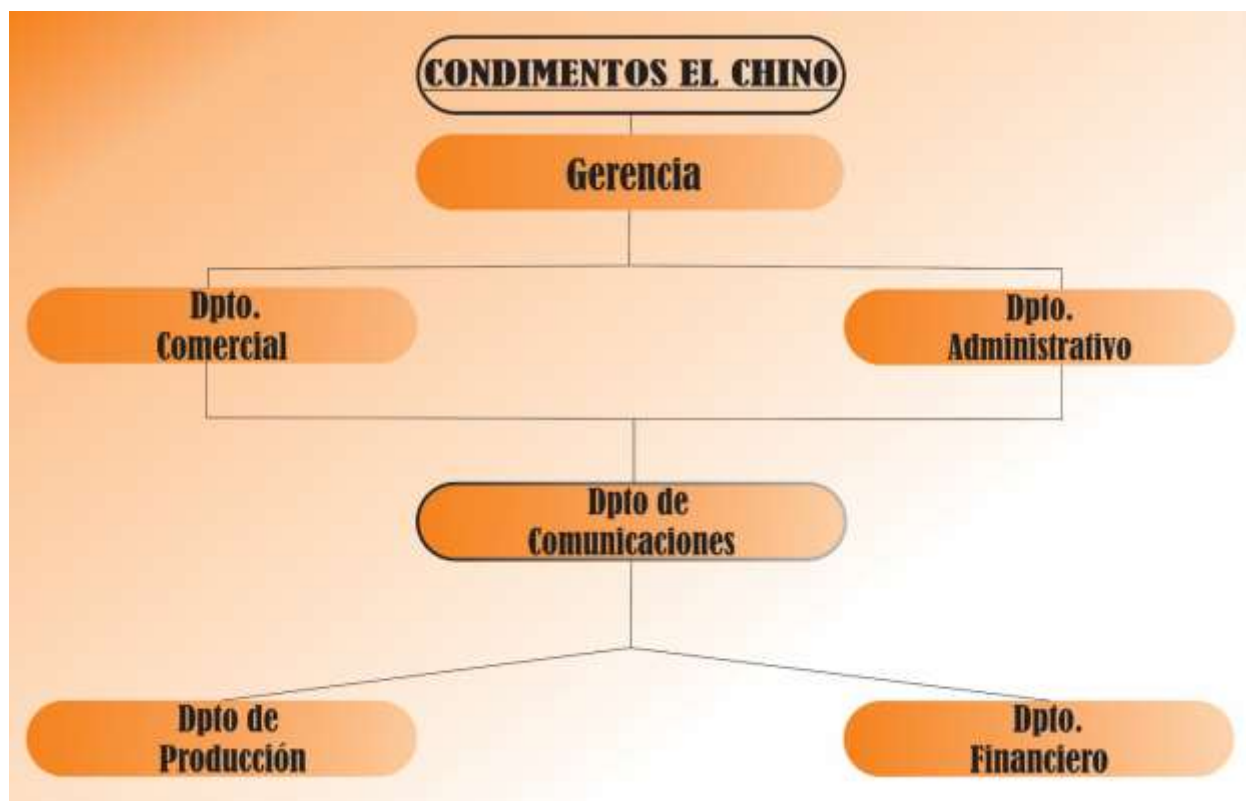 CONDIMENTOS EL CHINO
Gerencia
Dpto.
Comercial
Dpto.
Administrativo
Dpto de
Comunicaciones
Dpto de
Producción
Dpto.
Financiero